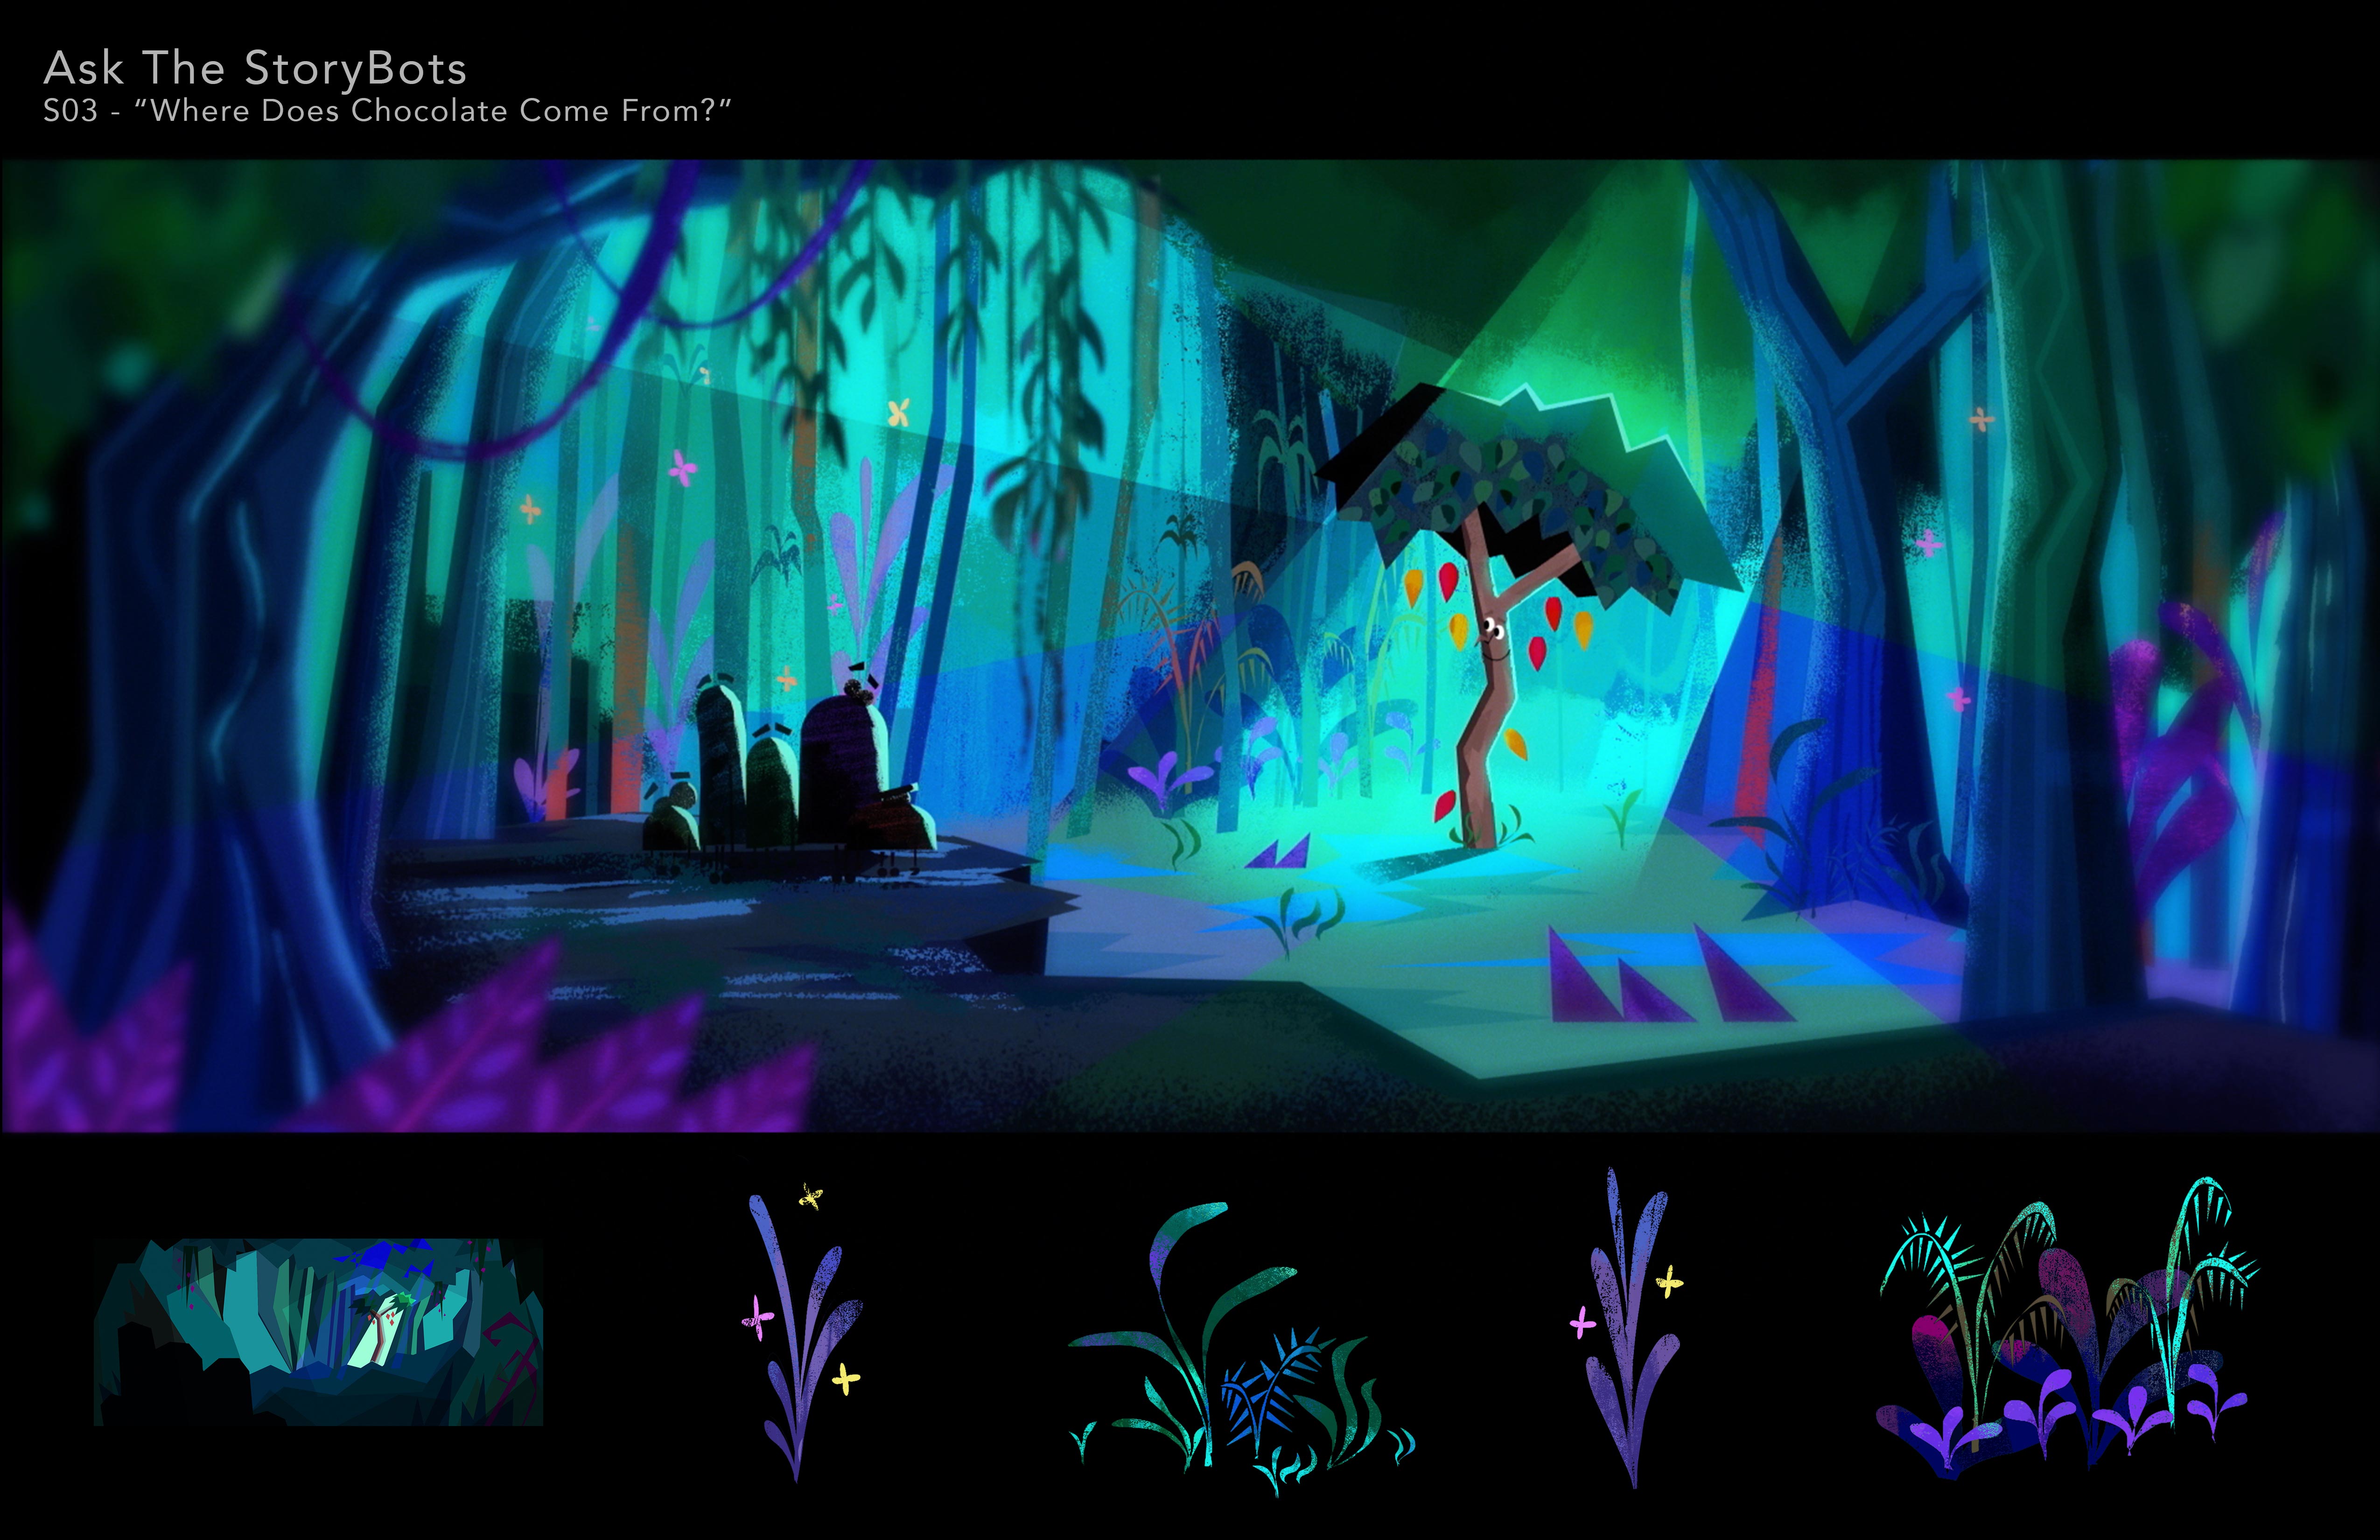 Ask The StoryBots
S03 - “Where Does Chocolate Come From?”